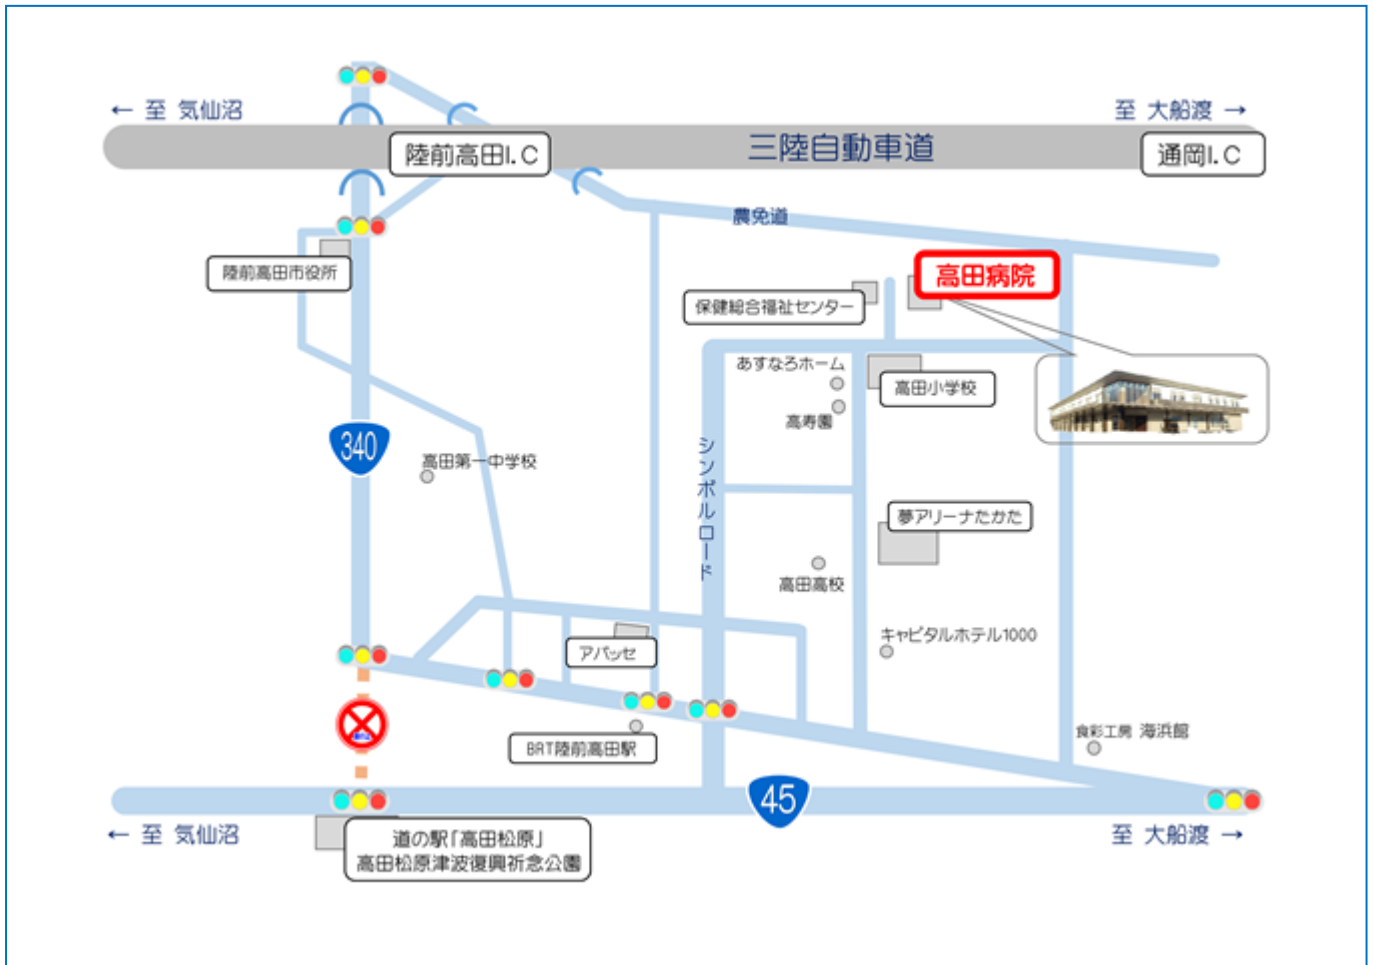 ← 至 気仙沼
至 大船渡 →
陸前高田I.C
三陸自動車道
通岡I.C
農免道
陸前高田市役所
高田病院
保健総合福祉センター
あすなろホーム
高田小学校
高寿園
340
シンボルロード
高田第一中学校
夢アリーナたかた
高田高校
キャピタルホテル1000
アバッセ
食彩工房 海浜館
BRT陸前高田駅
45
← 至 気仙沼
至 大船渡 →
道の駅「高田松原」
高田松原津波復興祈念公園